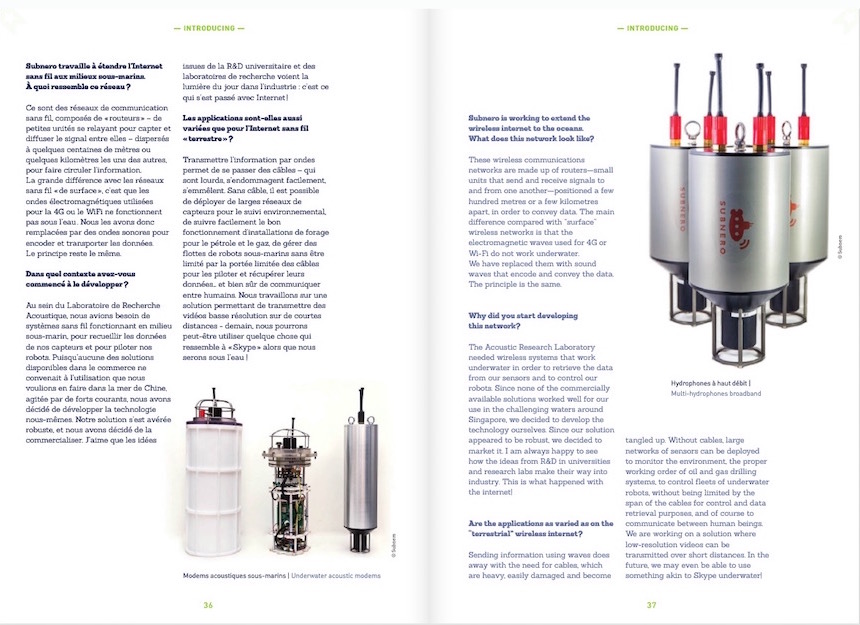 — INTRODUCING —
Subnero travaille à étendre l'Internet
sans fil aux milieux sous-marins.
À quoi ressemble ce réseau ?
Ce sont des réseaux de communication
sans fil, composés de « routeurs » – de
petites unités se relayant pour capter et
diffuser le signal entre elles – dispersés
à quelques centaines de mètres ou
quelques kilomètres les uns des autres,
pour faire circuler l'information.
La grande différence avec les réseaux
sans fil « de surface », c'est que les
ondes électromagnétiques utilisées
pour la 4G ou le WiFi ne fonctionnent
pas sous l'eau. Nous les avons donc
remplacées par des ondes sonores pour
encoder et transporter les données.
Le principe reste le même.
Dans quel contexte avez-vous
commencé à le développer ?
Au sein du Laboratoire de Recherche
Acoustique, nous avions besoin de
systèmes sans fil fonctionnant en milieu
sous-marin, pour recueillir les données
de nos capteurs et pour piloter nos
robots. Puisqu'aucune des solutions
disponibles dans le commerce ne
convenait à l'utilisation que nous
voulions en faire dans la mer de Chine,
agitée par de forts courants, nous avons
décidé de développer la technologie
nous-mêmes. Notre solution s'est avérée
robuste, et nous avons décidé de la
commercialiser. J'aime que les idées
issues de la R&D universitaire et des
laboratoires de recherche voient la
lumière du jour dans l'industrie : c'est ce
qui s'est passé avec Internet !
Les applications sont-elles aussi
variées que pour l'Internet sans fil
« terrestre » ?
Transmettre l'information par ondes
permet de se passer des câbles – qui
sont lourds, s'endommagent facilement,
s'emmêlent. Sans câble, il est possible
de déployer de larges réseaux de
capteurs pour le suivi environnemental,
de suivre facilement le bon
fonctionnement d'installations de forage
pour le pétrole et le gaz, de gérer des
flottes de robots sous-marins sans être
limité par la portée limitée des câbles
pour les piloter et récupérer leurs
données… et bien sûr de communiquer
entre humains. Nous travaillons sur une
solution permettant de transmettre des
vidéos basse résolution sur de courtes
distances - demain, nous pourrons
peut-être utiliser quelque chose qui
ressemble à « Skype » alors que nous
serons sous l'eau !
© Subnero
Modems acoustiques sous-marins | Underwater acoustic modems
36
— INTRODUCING —
Subnero is working to extend the
wireless internet to the oceans.
What does this network look like?
These wireless communications
networks are made up of routers—small
units that send and receive signals to
and from one another—positioned a few
hundred metres or a few kilometres
apart, in order to convey data. The main
difference compared with "surface"
wireless networks is that the
electromagnetic waves used for 4G or
Wi-Fi do not work underwater.
We have replaced them with sound
waves that encode and convey the data.
The principle is the same.
Why did you start developing
this network?
The Acoustic Research Laboratory
needed wireless systems that work
underwater in order to retrieve the data
from our sensors and to control our
robots. Since none of the commercially
available solutions worked well for our
use in the challenging waters around
Singapore, we decided to develop the
technology ourselves. Since our solution
appeared to be robust, we decided to
market it. I am always happy to see
how the ideas from R&D in universities
and research labs make their way into
industry. This is what happened with
the internet!
Are the applications as varied as on the
"terrestrial" wireless internet?
Sending information using waves does
away with the need for cables, which
are heavy, easily damaged and become
SUBNERO
SUBNERO
© Subnero
Hydrophones à haut débit |
Multi-hydrophones broadband
tangled up. Without cables, large
networks of sensors can be deployed
to monitor the environment, the proper
working order of oil and gas drilling
systems, to control fleets of underwater
robots, without being limited by the
span of the cables for control and data
retrieval purposes, and of course to
communicate between human beings.
We are working on a solution where
low-resolution videos can be
transmitted over short distances. In the
future, we may even be able to use
something akin to Skype underwater!
37